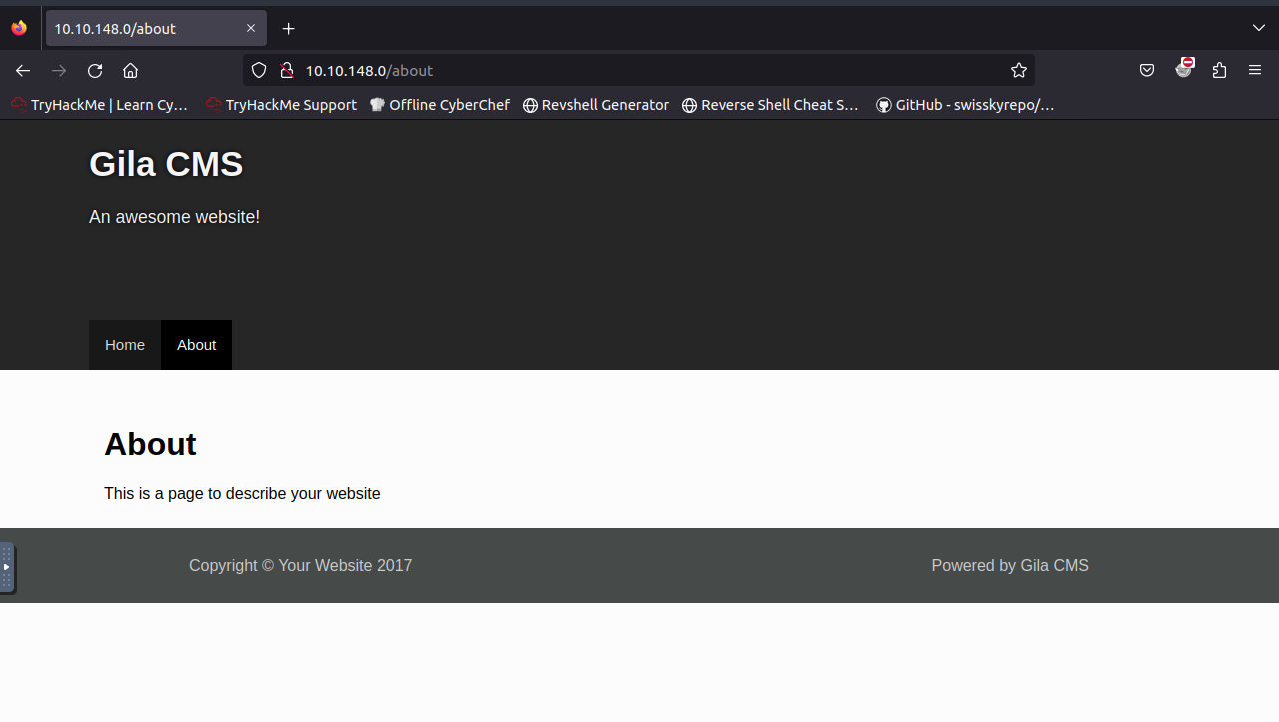 10.10.148.0/about
10.10.148.0/about
TryHackMe | Learn Cy… TryHackMe Support Offline CyberChef Revshell Generator Reverse Shell Cheat S… GitHub - swisskyrepo/…
Gila CMS
An awesome website!
Home About
About
This is a page to describe your website
Copyright © Your Website 2017 Powered by Gila CMS